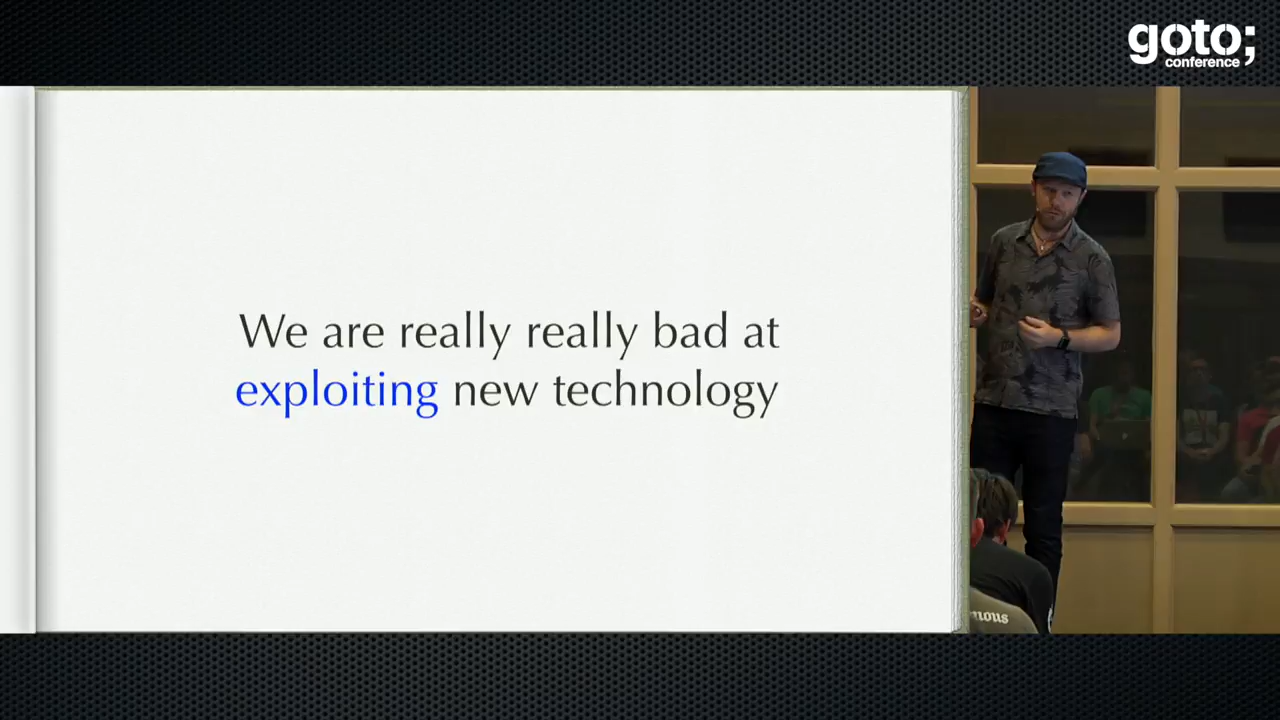 goto;
conference
We are really really bad at
exploiting new technology